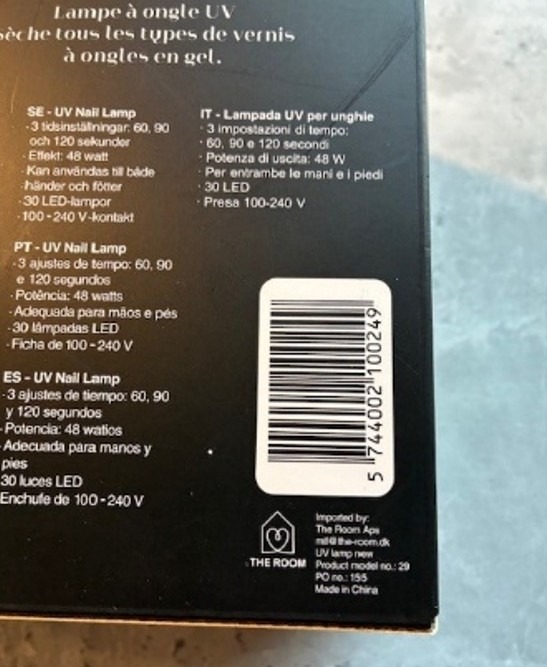 Lampe à ongle UV
sèche tous les types de vernis
à ongles en gel.
SE - UV Nail Lamp
· 3 tidsinställningar: 60, 90
och 120 sekunder
· Effekt: 48 watt
· Kan användas till både
· händer och fötter
· 30 LED-lampor
· 100 - 240 V-kontakt
IT - Lampada UV per unghie
· 3 impostazioni di tempo:
· 60, 90 e 120 secondi
· Potenza di uscita: 48 W
· Per entrambe le mani e i piedi
· 30 LED
· Presa 100-240 V
PT - UV Nail Lamp
· 3 ajustes de tempo: 60, 90
e 120 segundos
· Potência: 48 watts
· Adequada para mãos e pés
· 30 lâmpadas LED
· Ficha de 100 - 240 V
ES - UV Nail Lamp
· 3 ajustes de tiempo: 60, 90
y 120 segundos
· Potencia: 48 watios
Adecuada para manos y
pies
30 luces LED
Enchufe de 100 - 240 V
5 744002 100249
THE ROOM
Imported by:
The Room Aps
@the-room.dk
UV lamp new
Product model no.: 29
PO no.: 155
Made in China